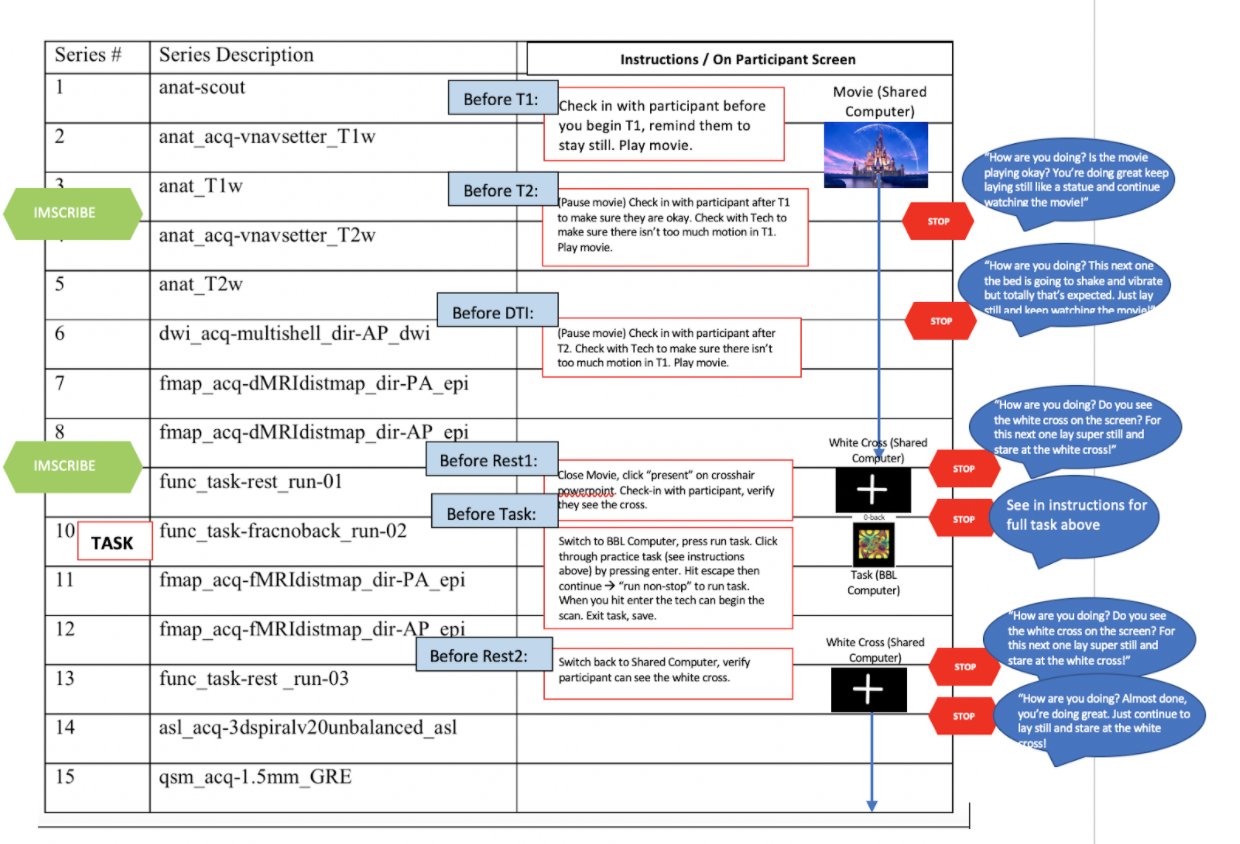 Series #
Series Description
Instructions / On Participant Screen
1
anat-scout
Before T1:
Check in with participant before
you begin T1, remind them to
stay still. Play movie.
Movie (Shared
Computer)
2
anat_acq-vnavsetter_T1w
"How are you doing? Is the movie
playing okay? You're doing great keep
laying still like a statue and continue
watching the movie!"
3
anat_T1w
Before T2:
(Pause movie) Check in with participant after T1
to make sure they are okay. Check with Tech to
make sure there isn't too much motion in T1.
Play movie.
IMSCRIBE
STOP
anat_acq-vnavsetter_T2w
5
anat_T2w
"How are you doing? This next one
the bed is going to shake and vibrate
but totally that's expected. Just lay
still and keep watching the movie!"
Before DTI:
STOP
6
dwi_acq-multishell_dir-AP_dwi
(Pause movie) Check in with participant after
T2. Check with Tech to make sure there isn't
too much motion in T1. Play movie.
7
fmap_acq-dMRIdistmap_dir-PA_epi
8
fmap_acq-dMRIdistmap_dir-AP_epi
"How are you doing? Do you see
the white cross on the screen? For
this next one lay super still and
stare at the white cross!"
White Cross (Shared
Computer)
IMSCRIBE
Before Rest1:
STOP
func_task-rest_run-01
Close Movie, click "present" on crosshair
powerpoint. Check-in with participant, verify
they see the cross.
Before Task:
0-back
STOP
See in instructions for
full task above
10
TASK
func_task-fracnoback_run-02
Switch to BBL Computer, press run task. Click
through practice task (see instructions
above) by pressing enter. Hit escape then
continue → "run non-stop" to run task.
When you hit enter the tech can begin the
scan. Exit task, save.
Task (BBL
Computer)
11
fmap_acq-fMRIdistmap_dir-PA_epi
12
fmap_acq-fMRIdistmap_dir-AP_epi
"How are you doing? Do you see
the white cross on the screen? For
this next one lay super still and
stare at the white cross!"
White Cross (Shared
Computer)
Before Rest2:
STOP
13
func_task-rest _run-03
Switch back to Shared Computer, verify
participant can see the white cross.
"How are you doing? Almost done,
you're doing great. Just continue to
lay still and stare at the white
cross!
STOP
14
asl_acq-3dspiralv20unbalanced_asl
15
qsm_acq-1.5mm_GRE